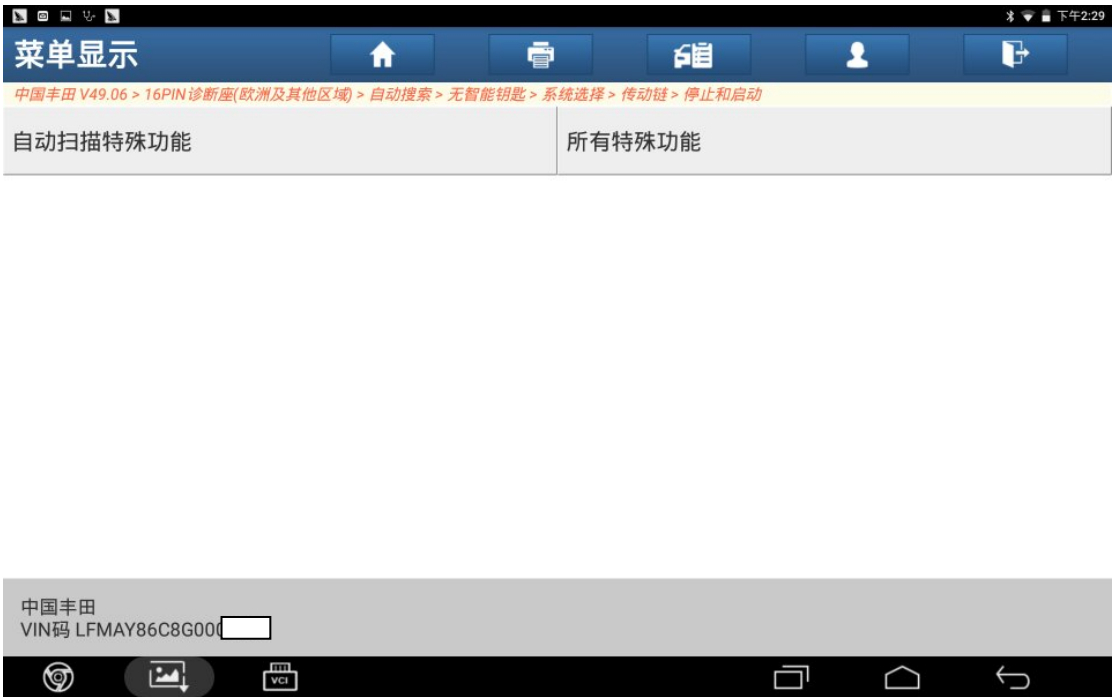 下午2:29
菜单显示
中国丰田 V49.06 > 16PIN诊断座(欧洲及其他区域) > 自动搜索 > 无智能钥匙 > 系统选择 > 传动链 > 停止和启动
自动扫描特殊功能 所有特殊功能
中国丰田
VIN码 LFMAY86C8G000
VCI